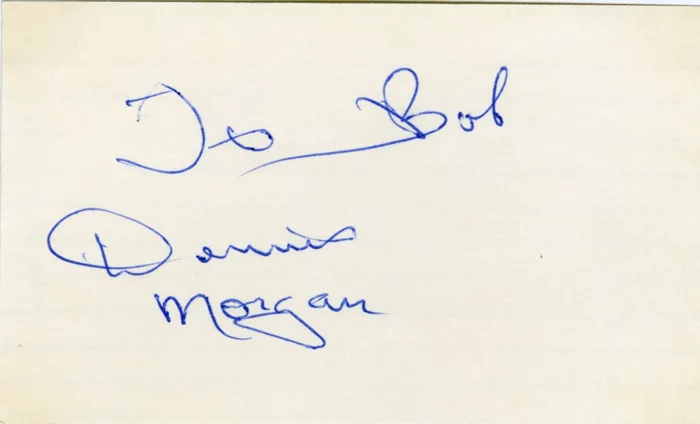 To Bob
Dennis
Morgan